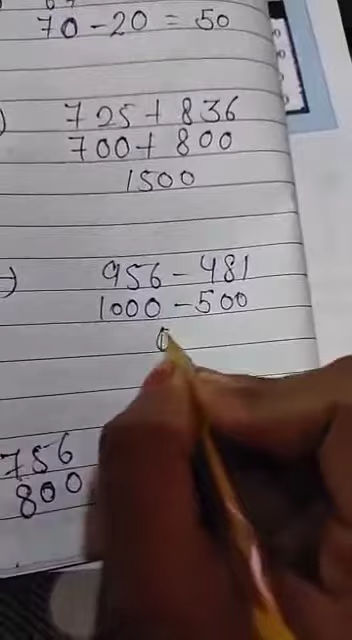 70 - 20 = 50
725 + 836
700 + 800
1500
956 - 481
1000 - 500
756
800